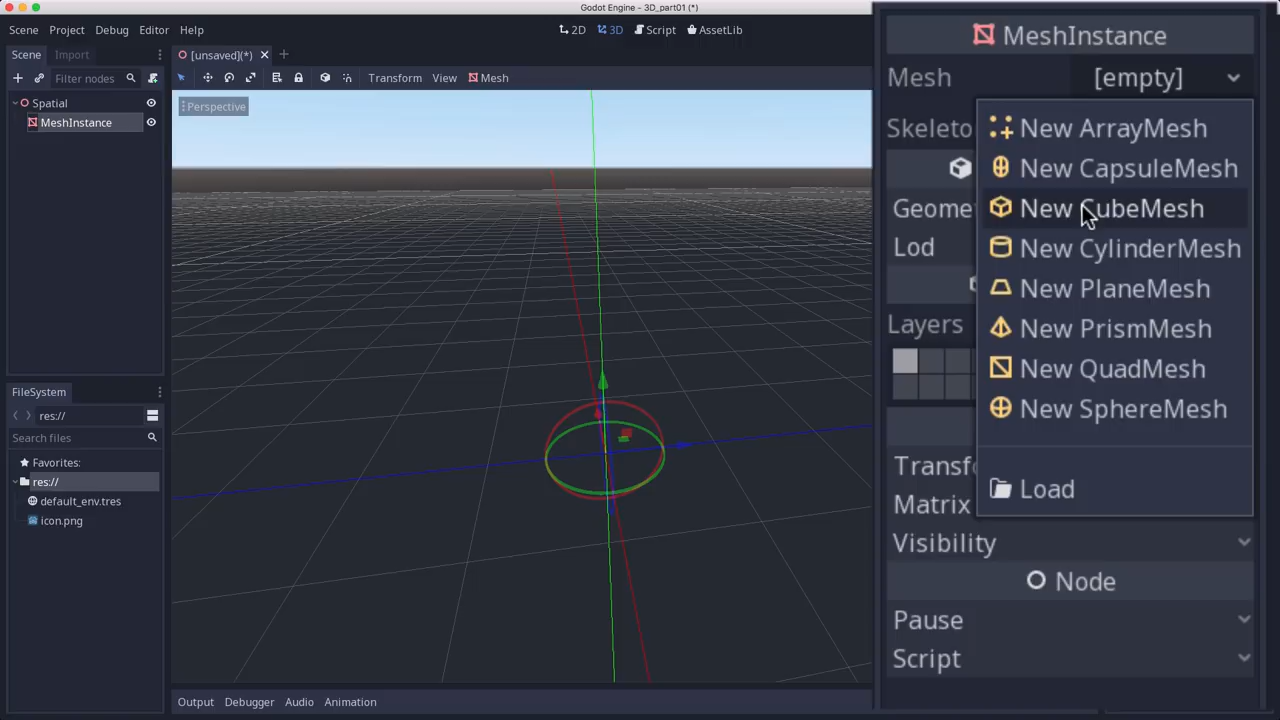 Godot Engine - 3D_part01 (*)
Scene Project Debug Editor Help
2D 3D Script AssetLib
Scene Import
Filter nodes
Spatial
MeshInstance
[unsaved](*)
Transform View Mesh
Perspective
FileSystem
res://
Search files
Favorites:
res://
default_env.tres
icon.png
Output Debugger Audio Animation
MeshInstance
Mesh [empty]
New ArrayMesh
New CapsuleMesh
New CubeMesh
New CylinderMesh
New PlaneMesh
New PrismMesh
New QuadMesh
New SphereMesh
Load
Skeleto
Geome
Lod
Layers
Transfo
Matrix
Visibility
Node
Pause
Script